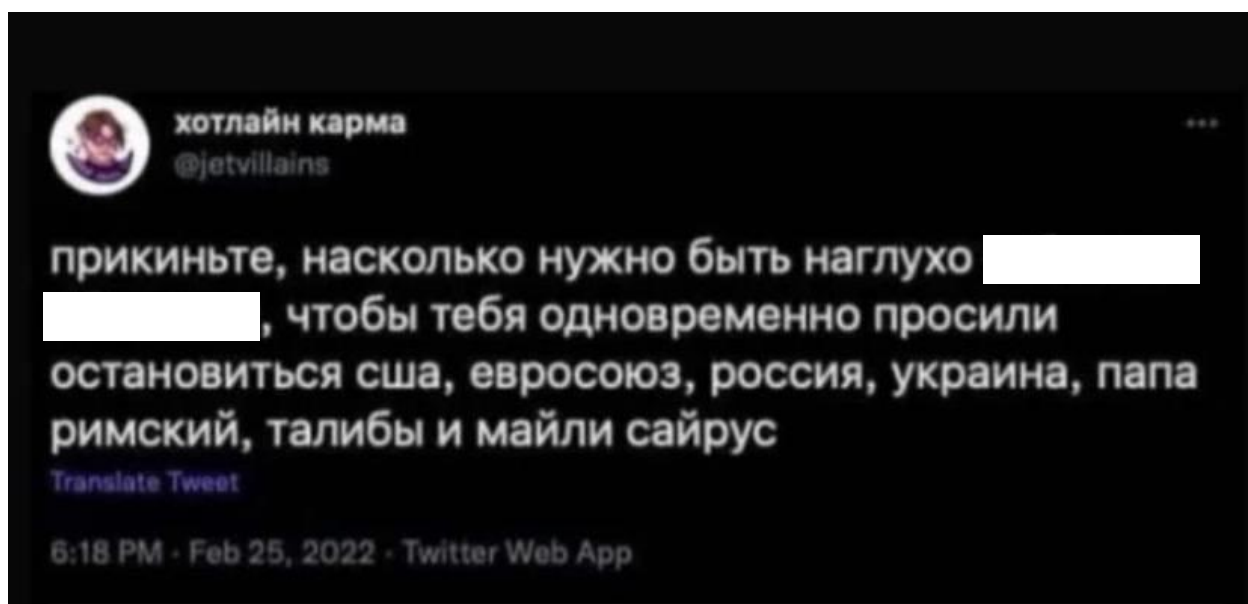 хотлайн карма
@jetvillains
прикиньте, насколько нужно быть наглухо
, чтобы тебя одновременно просили
остановиться сша, евросоюз, россия, украина, папа
римский, талибы и майли сайрус
Translate Tweet
6:18 PM · Feb 25, 2022 · Twitter Web App